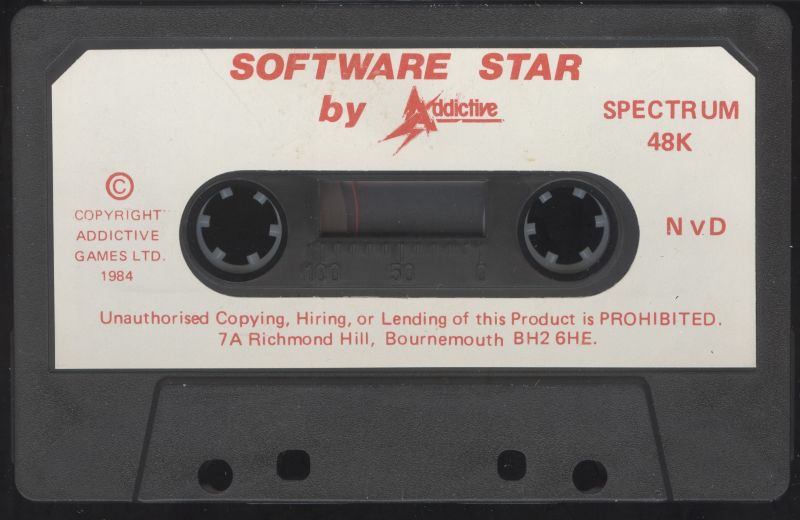 SOFTWARE STAR
by Addictive
SPECTRUM
48K
©
COPYRIGHT
ADDICTIVE
GAMES LTD.
1984
NvD
100 50 0
Unauthorised Copying, Hiring, or Lending of this Product is PROHIBITED.
7A Richmond Hill, Bournemouth BH2 6HE.